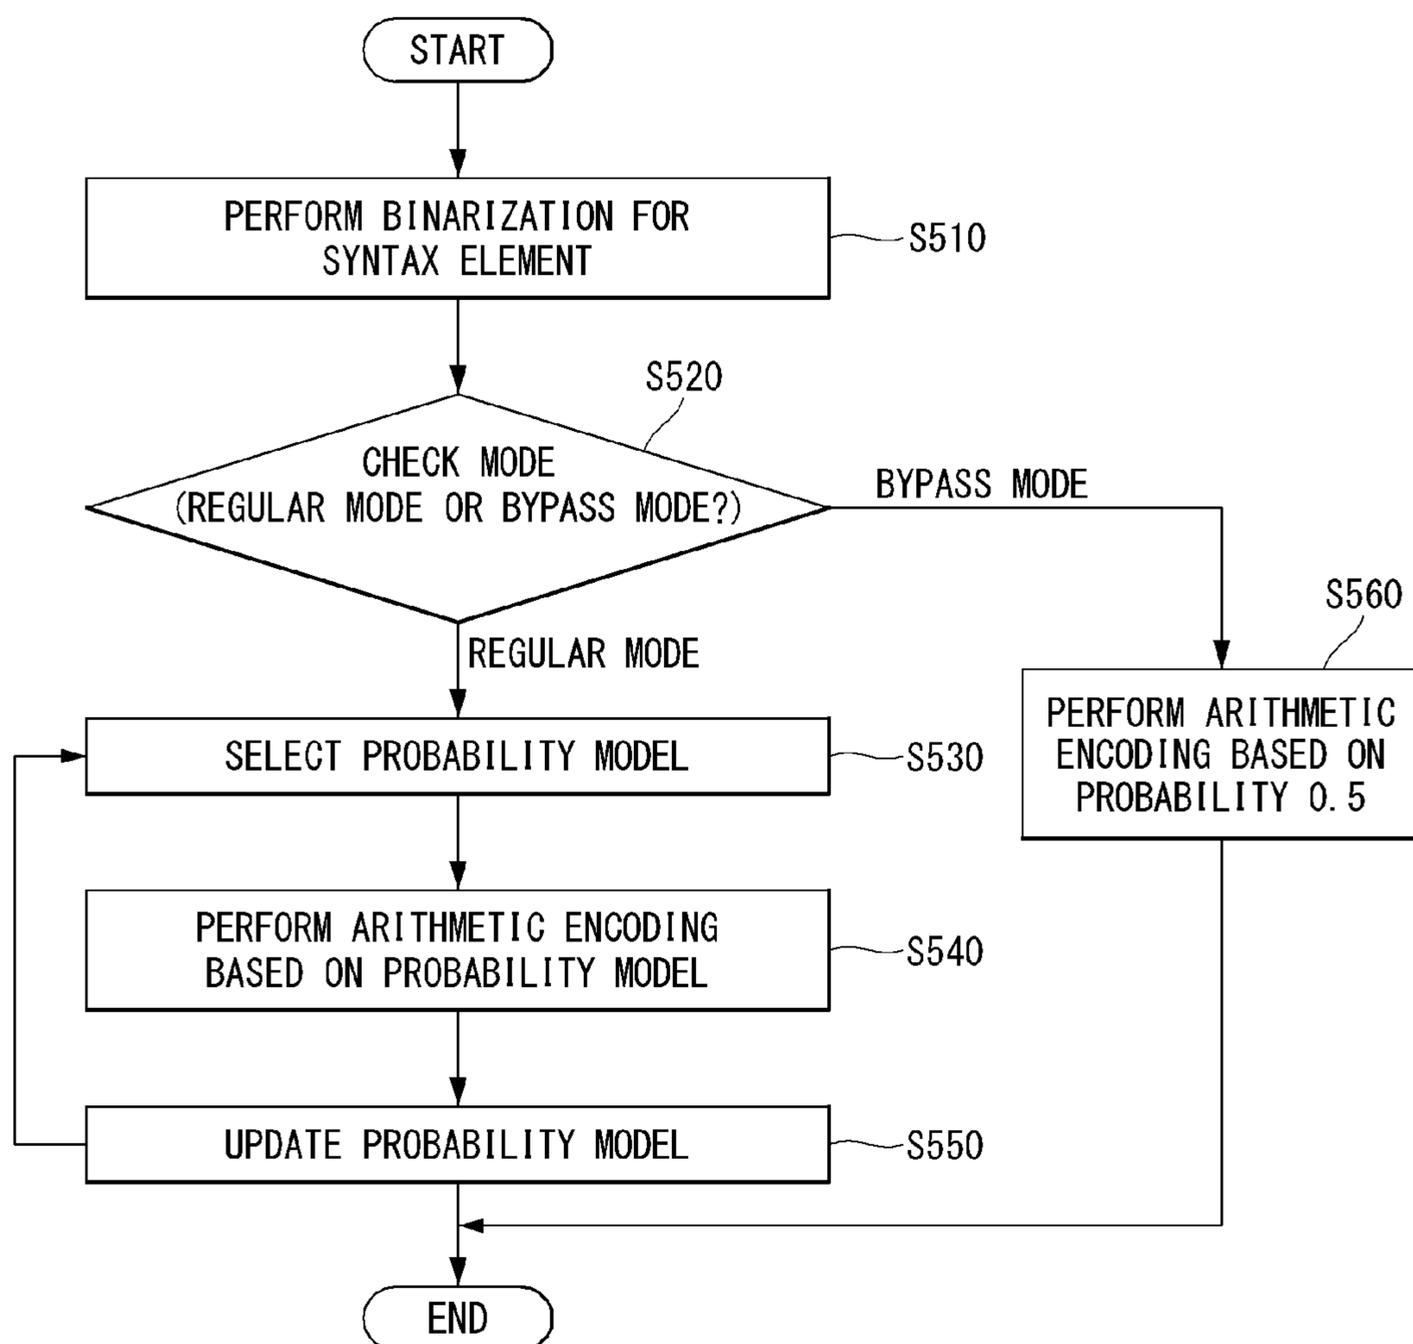 START
PERFORM BINARIZATION FOR
SYNTAX ELEMENT
S510
S520
CHECK MODE
(REGULAR MODE OR BYPASS MODE?)
BYPASS MODE
REGULAR MODE
S560
PERFORM ARITHMETIC
ENCODING BASED ON
PROBABILITY 0.5
SELECT PROBABILITY MODEL
S530
PERFORM ARITHMETIC ENCODING
BASED ON PROBABILITY MODEL
S540
UPDATE PROBABILITY MODEL
S550
END